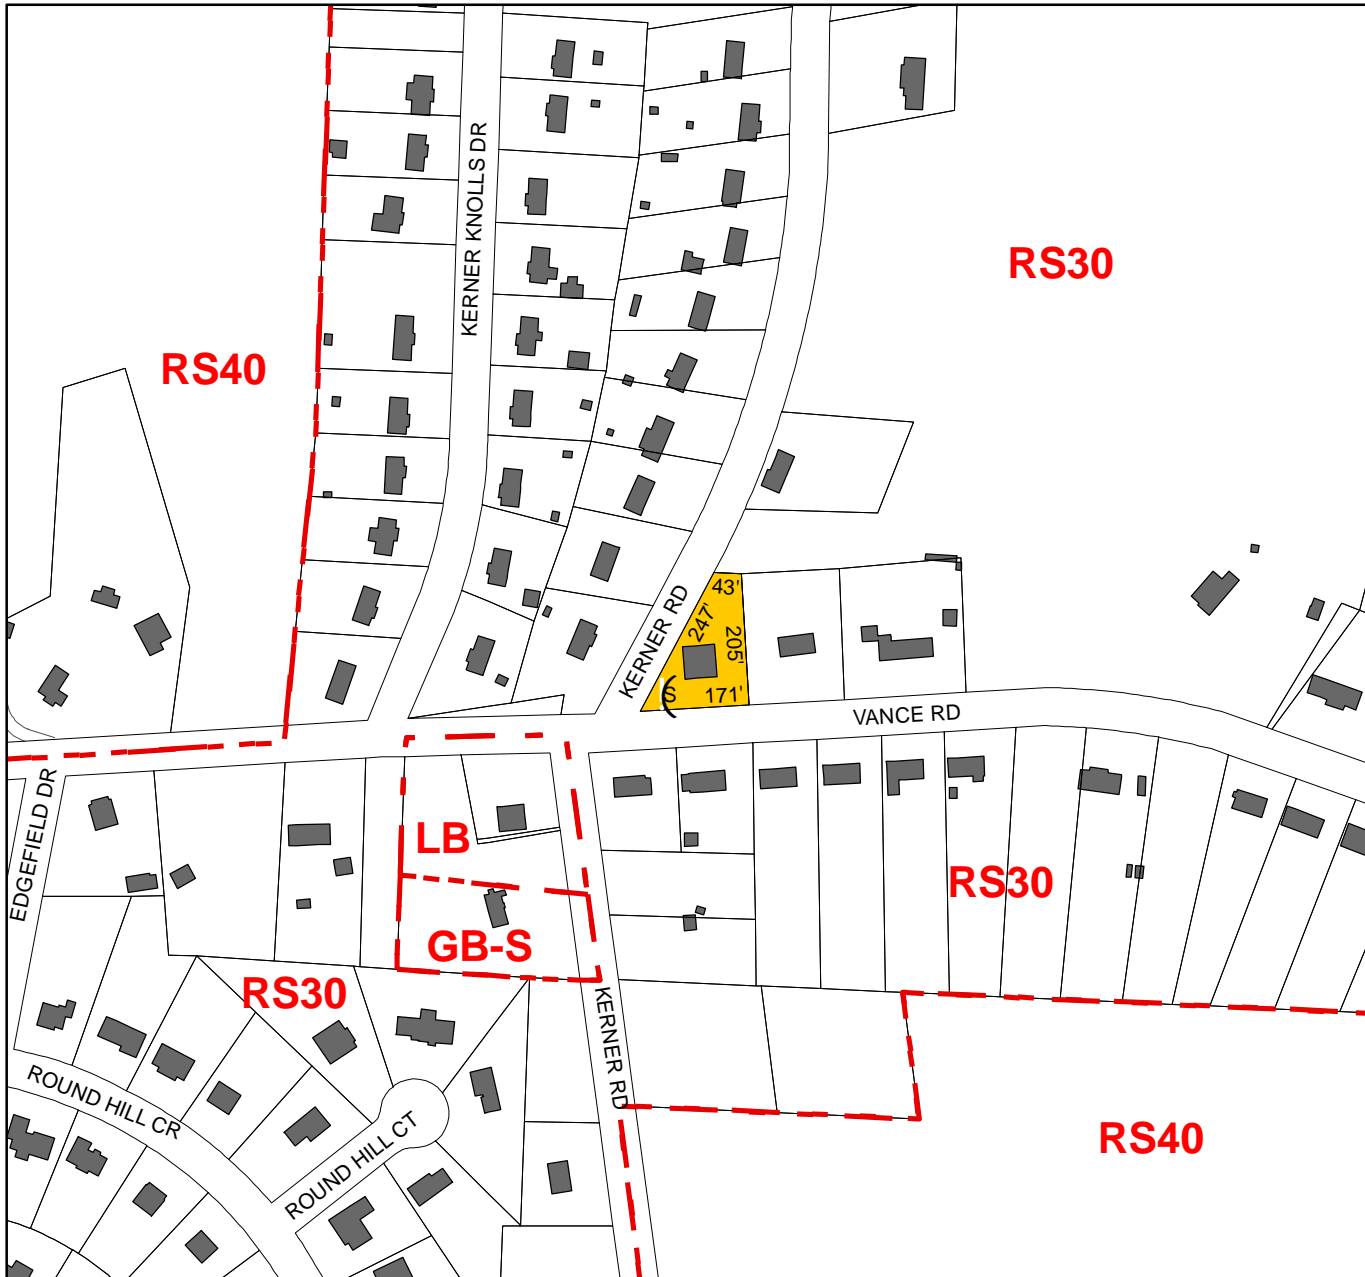 KERNER KNOLLS DR
RS30
RS40
43'
247'
205'
KERNER RD
S
171'
VANCE RD
EDGEFIELD DR
LB
RS30
GB-S
RS30
KERNER RD
ROUND HILL CR
ROUND HILL CT
RS40